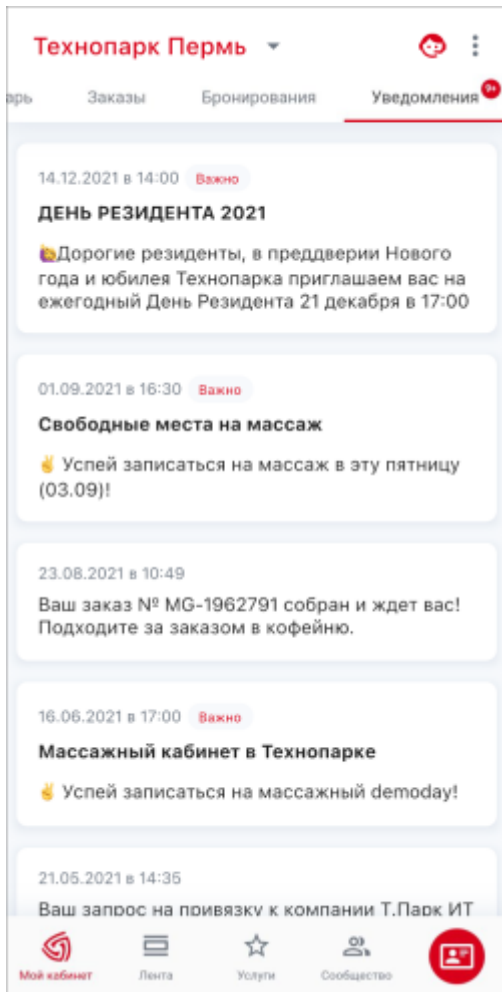 Технопарк Пермь
арь Заказы Бронирования Уведомления 9+
14.12.2021 в 14:00 Важно
ДЕНЬ РЕЗИДЕНТА 2021
🙋Дорогие резиденты, в преддверии Нового
года и юбилея Технопарка приглашаем вас на
ежегодный День Резидента 21 декабря в 17:00
01.09.2021 в 16:30 Важно
Свободные места на массаж
✌ Успей записаться на массаж в эту пятницу
(03.09)!
23.08.2021 в 10:49
Ваш заказ № MG-1962791 собран и ждет вас!
Подходите за заказом в кофейню.
16.06.2021 в 17:00 Важно
Массажный кабинет в Технопарке
✌ Успей записаться на массажный demoday!
21.05.2021 в 14:35
Ваш запрос на привязку к компании Т.Парк ИТ
Мой кабинет Лента Услуги Сообщество